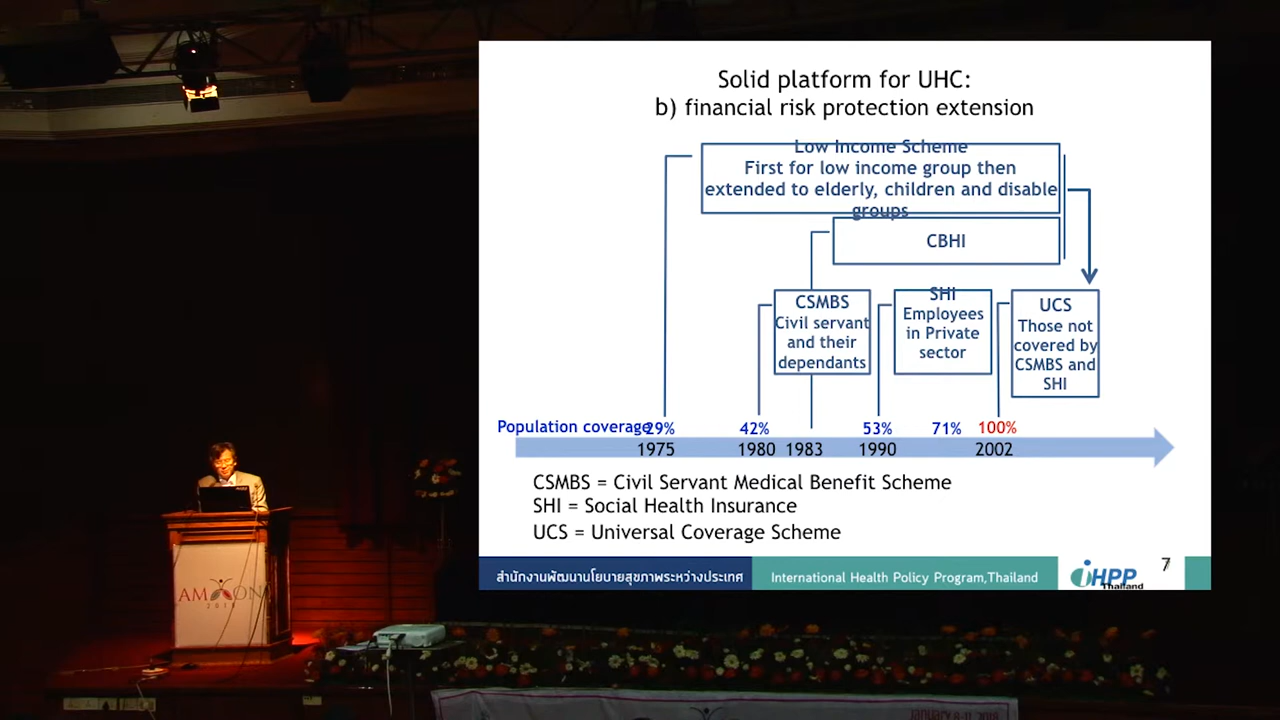 Solid platform for UHC:
b) financial risk protection extension
Low Income Scheme
First for low income group then
extended to elderly, children and disable
groups
CBHI
CSMBS
Civil servant
and their
dependants
SHI
Employees
in Private
sector
UCS
Those not
covered by
CSMBS and
SHI
Population coverage 29% 42% 53% 71% 100%
1975 1980 1983 1990 2002
CSMBS = Civil Servant Medical Benefit Scheme
SHI = Social Health Insurance
UCS = Universal Coverage Scheme
สำนักงานพัฒนานโยบายสุขภาพระหว่างประเทศ
International Health Policy Program,Thailand
iHPP
Thailand
7